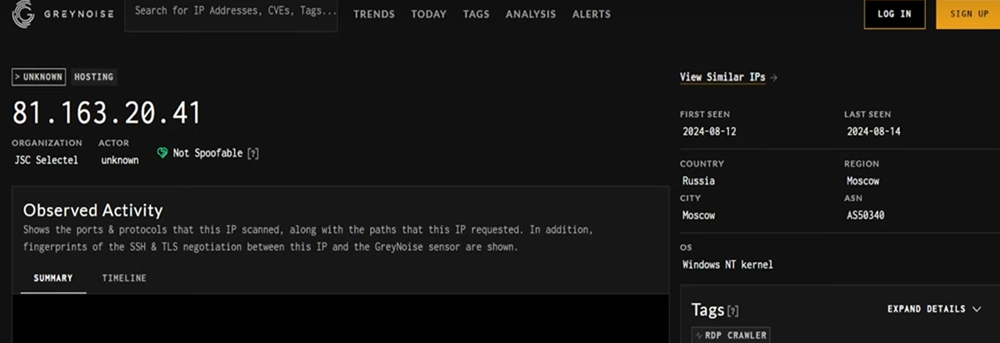 GREYNOISE
Search for IP Addresses, CVEs, Tags...
TRENDS TODAY TAGS ANALYSIS ALERTS
LOG IN
SIGN UP
> UNKNOWN HOSTING
81.163.20.41
ORGANIZATION ACTOR
JSC Selectel unknown
Not Spoofable [?]
Observed Activity
Shows the ports & protocols that this IP scanned, along with the paths that this IP requested. In addition,
fingerprints of the SSH & TLS negotiation between this IP and the GreyNoise sensor are shown.
SUMMARY TIMELINE
View Similar IPs →
FIRST SEEN LAST SEEN
2024-08-12 2024-08-14
COUNTRY REGION
Russia Moscow
CITY ASN
Moscow AS50340
OS
Windows NT kernel
Tags [?] EXPAND DETAILS
RDP CRAWLER